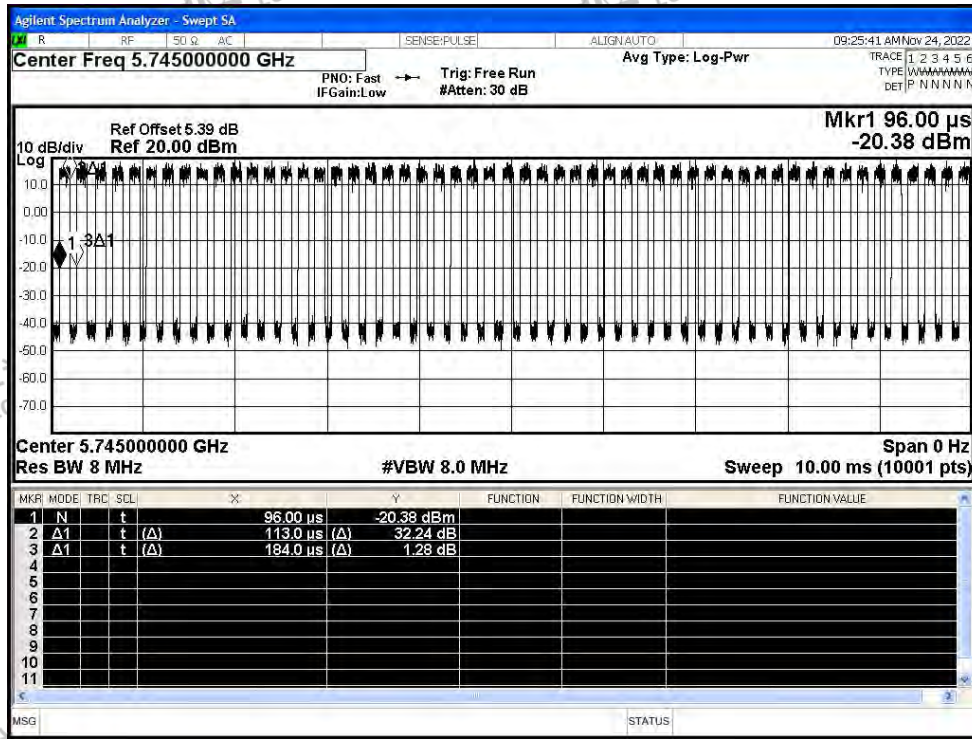 Agilent Spectrum Analyzer - Swept SA
R RF 50 Ω AC SENSE:PULSE ALIGN AUTO 09:25:41 AM Nov 24, 2022
Center Freq 5.745000000 GHz Avg Type: Log-Pwr TRACE 1 2 3 4 5 6
PNO: Fast Trig: Free Run TYPE WWWWWW
IFGain:Low #Atten: 30 dB DET P N N N N N
Ref Offset 5.39 dB Mkr1 96.00 µs
10 dB/div Ref 20.00 dBm -20.38 dBm
Log
10.0
0.00
-10.0
1 3Δ1
-20.0
-30.0
-40.0
-50.0
-60.0
-70.0
Center 5.745000000 GHz Span 0 Hz
Res BW 8 MHz #VBW 8.0 MHz Sweep 10.00 ms (10001 pts)
MKR MODE TRC SCL X Y FUNCTION FUNCTION WIDTH FUNCTION VALUE
1 N t 96.00 µs -20.38 dBm
2 Δ1 t (Δ) 113.0 µs (Δ) 32.24 dB
3 Δ1 t (Δ) 184.0 µs (Δ) 1.28 dB
4
5
6
7
8
9
10
11
MSG STATUS